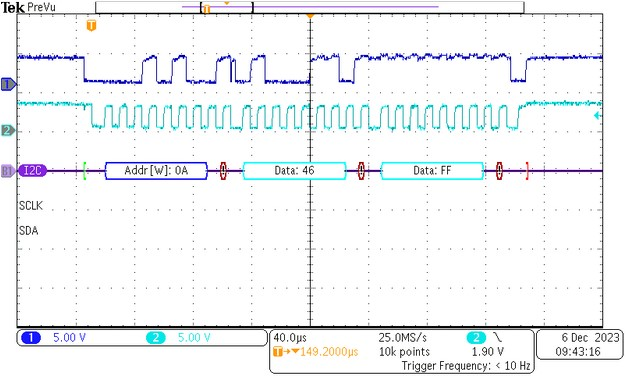 Tek PreVu
T
T
1
2
B1 I2C Addr[W]: 0A ! Data: 46 ! Data: FF !
SCLK
SDA
1 5.00 V 2 5.00 V 40.0µs 25.0MS/s 2 1.90 V 6 Dec 2023
T→▼149.2000µs 10k points 09:43:16
Trigger Frequency: < 10 Hz